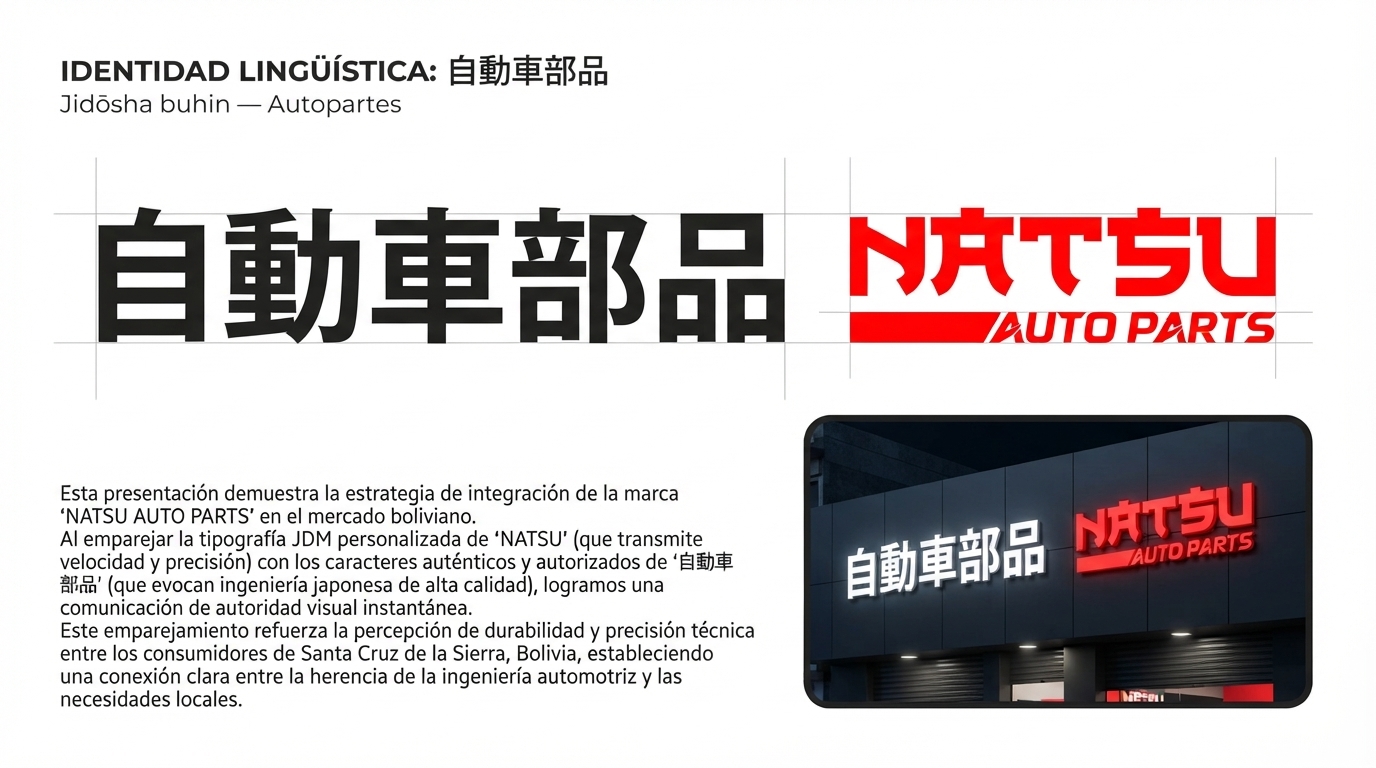 IDENTIDAD LINGÜÍSTICA: 自動車部品
Jidōsha buhin — Autopartes
自動車部品
NATSU
AUTO PARTS
Esta presentación demuestra la estrategia de integración de la marca
‘NATSU AUTO PARTS’ en el mercado boliviano.
Al emparejar la tipografía JDM personalizada de ‘NATSU’ (que transmite
velocidad y precisión) con los caracteres auténticos y autorizados de ‘自動車
部品’ (que evocan ingeniería japonesa de alta calidad), logramos una
comunicación de autoridad visual instantánea.
Este emparejamiento refuerza la percepción de durabilidad y precisión técnica
entre los consumidores de Santa Cruz de la Sierra, Bolivia, estableciendo
una conexión clara entre la herencia de la ingeniería automotriz y las
necesidades locales.
自動車部品
NATSU
AUTO PARTS